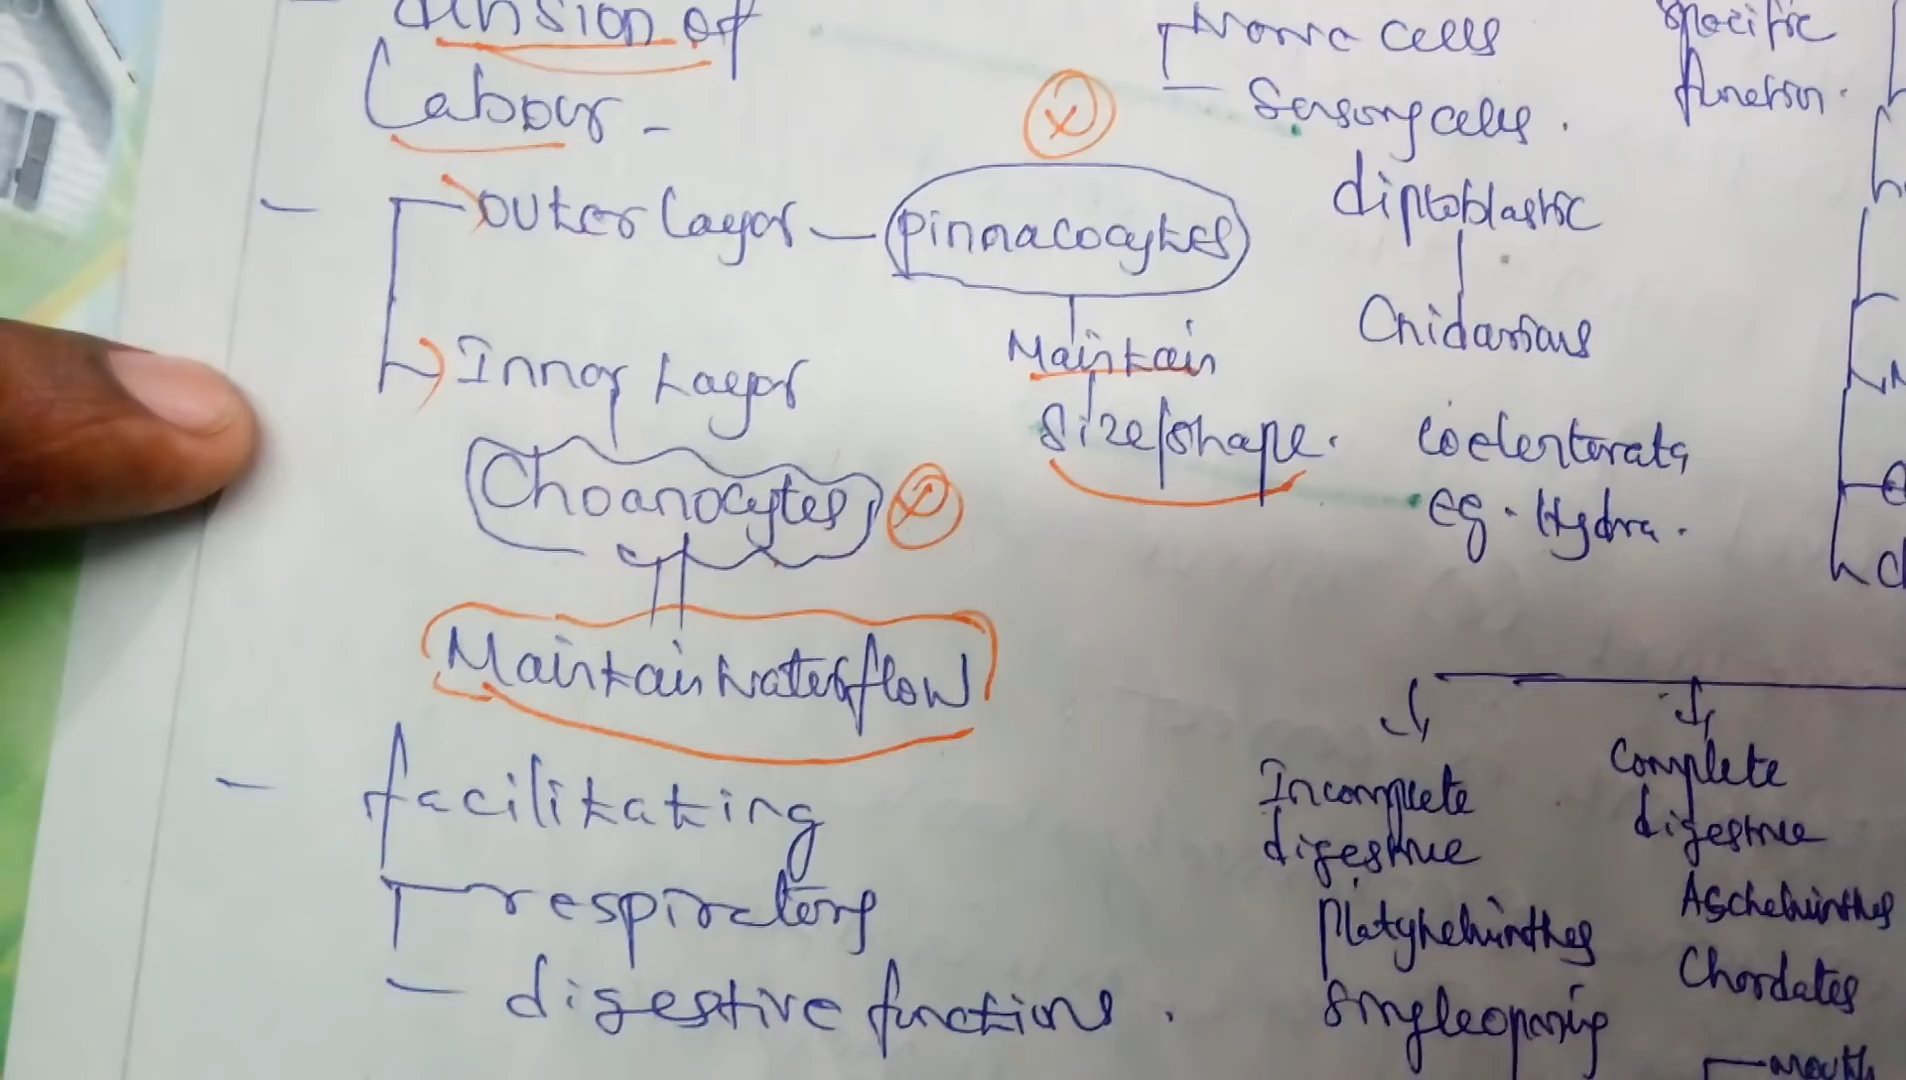 division of
Labour -
- outer layer - pinnacocytes
Maintain
size/shape.
Inner Layer
Choanocytes
Maintain waterflow
- facilitating
respiratory
- digestive functions.
Nerve cells
- Sensory cells.
diploblastic
Cnidarians
Coelenterata
eg. Hydra.
specific
function.
Incomplete
digestive
Platyhelminthes
Single opening
Complete
digestive
Aschelminthes
Chordates
mouth